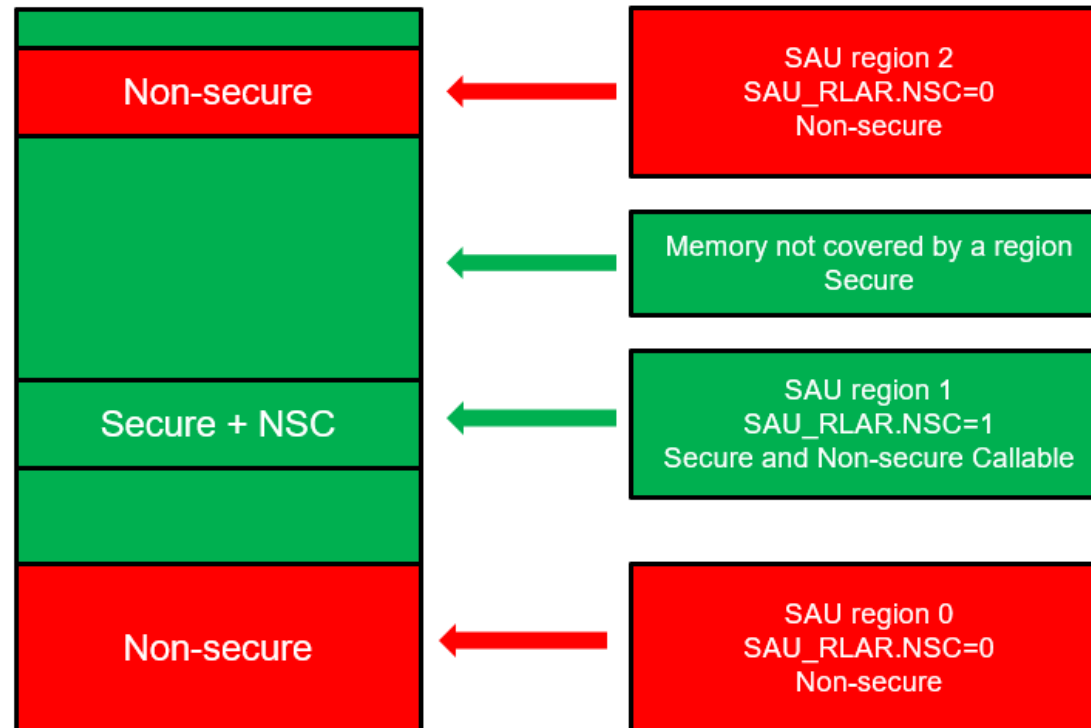 Non-secure
SAU region 2
SAU_RLAR.NSC=0
Non-secure
Memory not covered by a region
Secure
Secure + NSC
SAU region 1
SAU_RLAR.NSC=1
Secure and Non-secure Callable
Non-secure
SAU region 0
SAU_RLAR.NSC=0
Non-secure